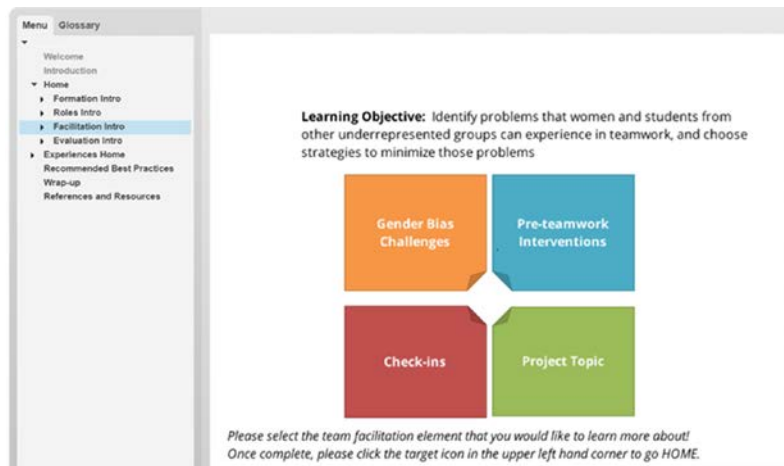 Menu Glossary
Welcome
Introduction
Home
Formation Intro
Roles Intro
Facilitation Intro
Evaluation Intro
Experiences Home
Recommended Best Practices
Wrap-up
References and Resources
Learning Objective: Identify problems that women and students from
other underrepresented groups can experience in teamwork, and choose
strategies to minimize those problems
Gender Bias
Challenges
Pre-teamwork
Interventions
Check-ins
Project Topic
Please select the team facilitation element that you would like to learn more about!
Once complete, please click the target icon in the upper left hand corner to go HOME.